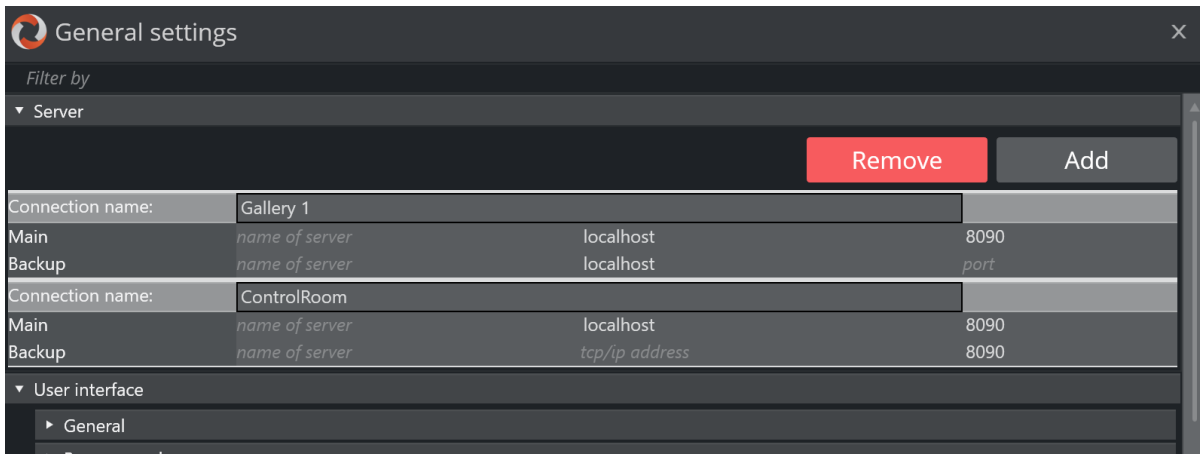 General settings
Filter by
Server
Remove Add
Connection name: Gallery 1
Main name of server localhost 8090
Backup name of server localhost port
Connection name: ControlRoom
Main name of server localhost 8090
Backup name of server tcp/ip address 8090
User interface
General